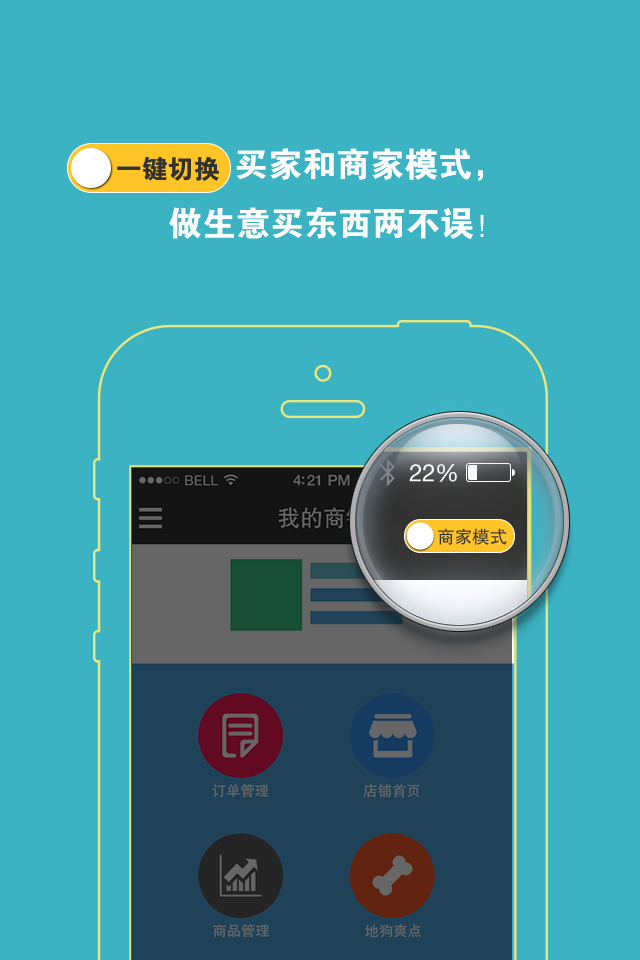 一键切换 买家和商家模式，
做生意买东西两不误！
BELL 4:21 PM 22%
我的商 商家模式
订单管理 店铺首页
商品管理 地狗爽点